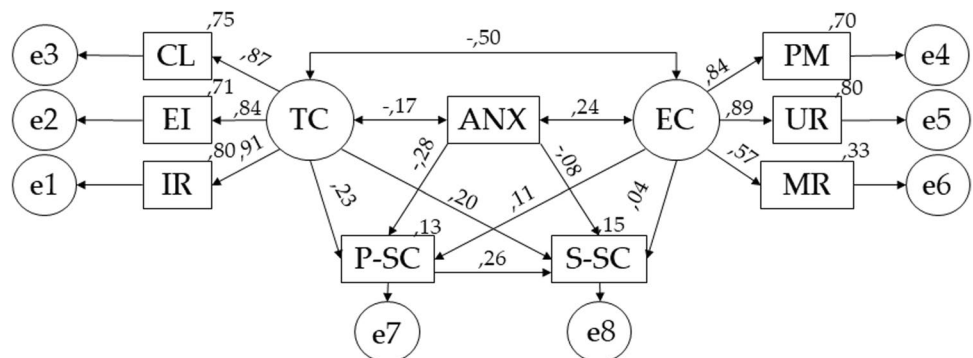 ,75 ,70
e3 CL ,87 -,50 ,84 PM e4
,71 ,80
e2 EI ,84 TC -,17 ANX ,24 EC ,89 UR e5
,80 ,91 ,57 ,33
e1 IR -,28 -,08 MR e6
,23 ,20 ,11 ,04
,13 ,15
P-SC ,26 S-SC
e7 e8